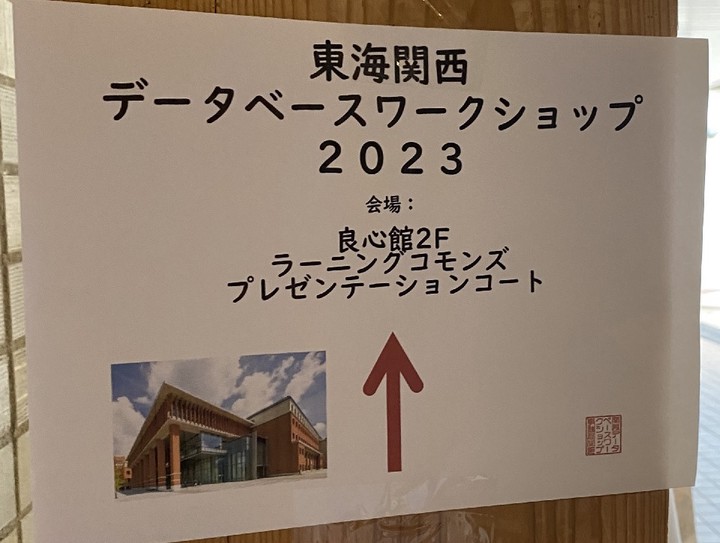 東海関西
データベースワークショップ
２０２３
会場：
良心館2F
ラーニングコモンズ
プレゼンテーションコート